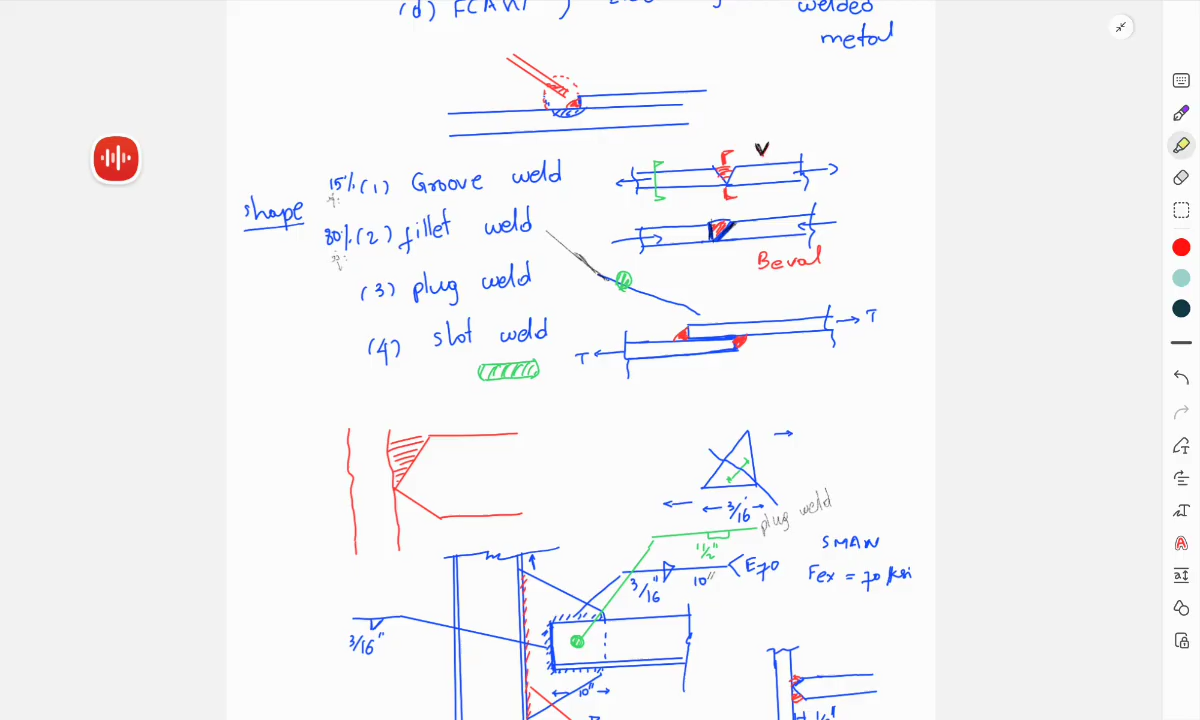 (d) FCAW
welded
metal
V
15% (1) Groove weld
shape
80% (2) fillet weld
Beval
(3) plug weld
T
(4) slot weld
T
3/16"
plug weld
1 1/2"
SMAW
3/16"
10"
E70
Fex = 70 ksi
3/16"
10"